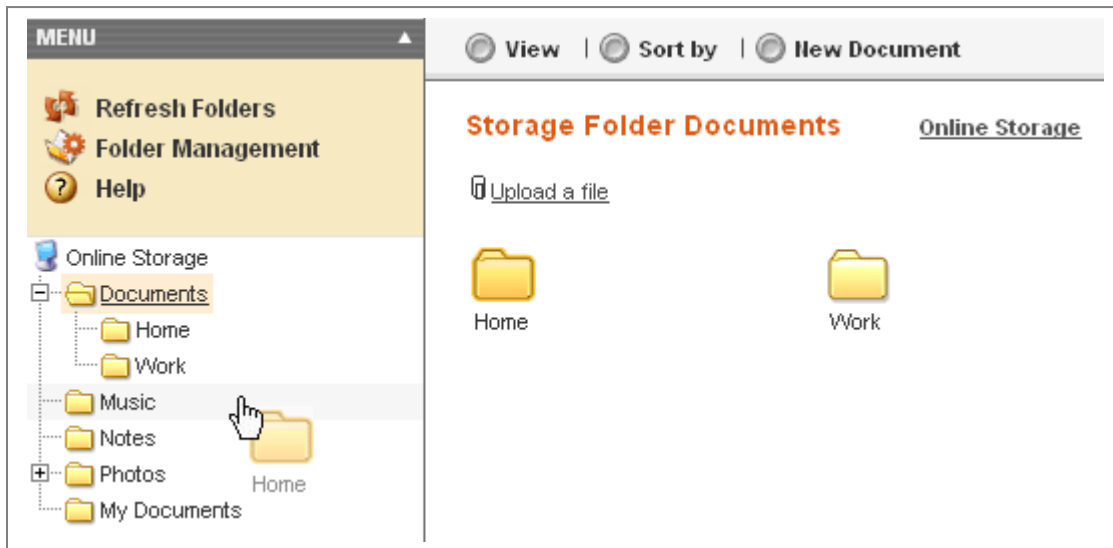 MENU
Refresh Folders
Folder Management
Help
Online Storage
Documents
Home
Work
Music
Notes
Photos
My Documents
Home
View | Sort by | New Document
Storage Folder Documents Online Storage
Upload a file
Home Work